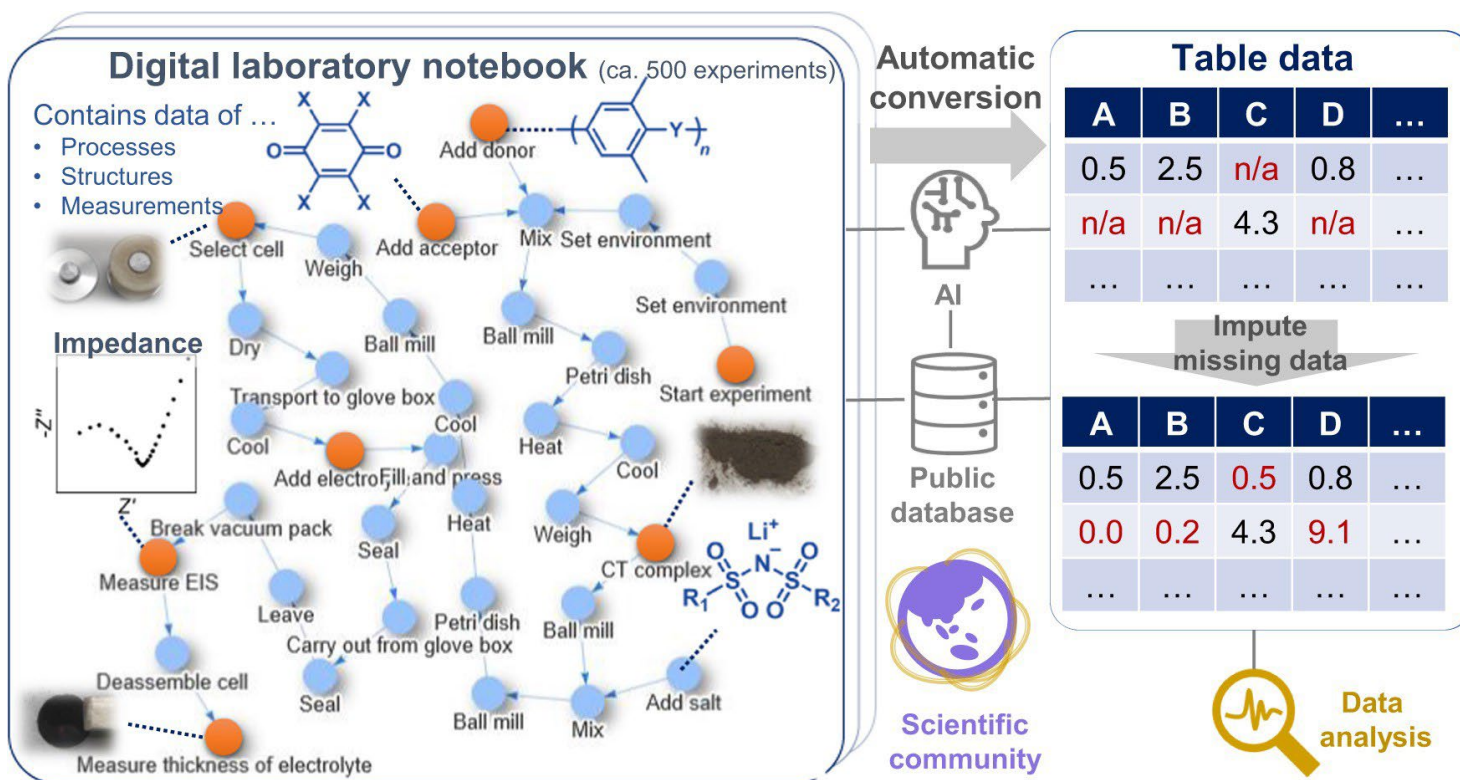 Digital laboratory notebook (ca. 500 experiments)
Contains data of …
• Processes
• Structures
• Measurements
X X
O O
X X
Add donor
Y
n
Select cell
Weigh
Add acceptor
Mix
Set environment
Set environment
Start experiment
Impedance
-Z"
Z'
Dry
Ball mill
Ball mill
Petri dish
Transport to glove box
Cool
Cool
Heat
Cool
Add electro
Fill and press
Break vacuum pack
Seal
Heat
Weigh
CT complex
Measure EIS
Leave
Carry out from glove box
Petri dish
Ball mill
Li⁺
O N⁻ O
S S
R₁ O O R₂
Deassemble cell
Seal
Ball mill
Mix
Add salt
Measure thickness of electrolyte
Automatic
conversion
AI
Public
database
Scientific
community
Table data
A B C D …
0.5 2.5 n/a 0.8 …
n/a n/a 4.3 n/a …
… … … … …
Impute
missing data
A B C D …
0.5 2.5 0.5 0.8 …
0.0 0.2 4.3 9.1 …
… … … … …
Data
analysis